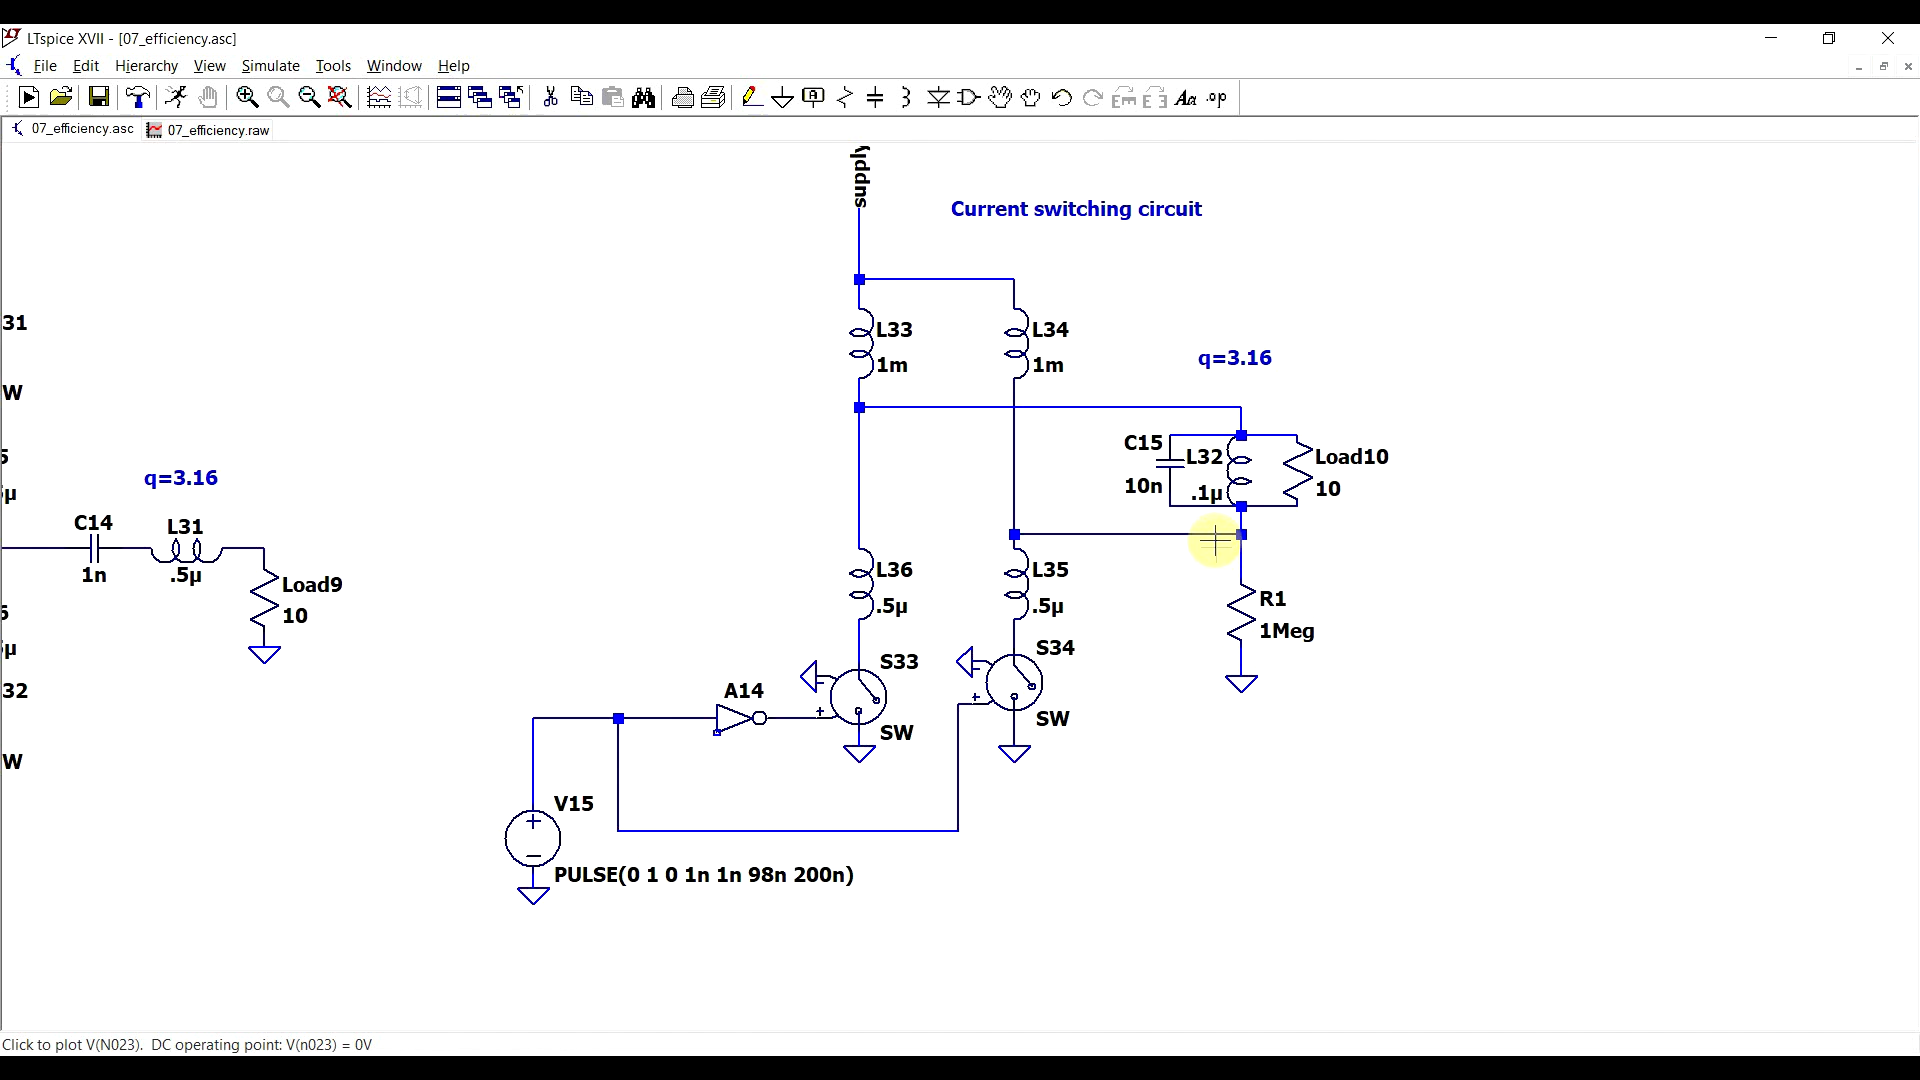 LTspice XVII - [07_efficiency.asc]
File Edit Hierarchy View Simulate Tools Window Help
A Aa .op
07_efficiency.asc 07_efficiency.raw
supply
Current switching circuit
31
L33
1m
L34
1m
q=3.16
W
5
µ
q=3.16
C15
10n
L32
.1µ
Load10
10
C14
1n
L31
.5µ
Load9
10
L36
.5µ
L35
.5µ
R1
1Meg
µ
32
W
A14
S33
SW
S34
SW
V15
PULSE(0 1 0 1n 1n 98n 200n)
Click to plot V(N023). DC operating point: V(n023) = 0V